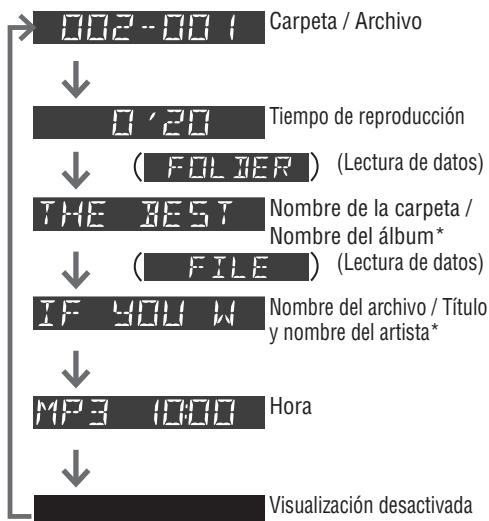 002-001 Carpeta / Archivo
0'20 Tiempo de reproducción
( FOLDER ) (Lectura de datos)
THE BEST Nombre de la carpeta /
Nombre del álbum*
( FILE ) (Lectura de datos)
IF YOU W Nombre del archivo / Título
y nombre del artista*
MP3 10:00 Hora
Visualización desactivada